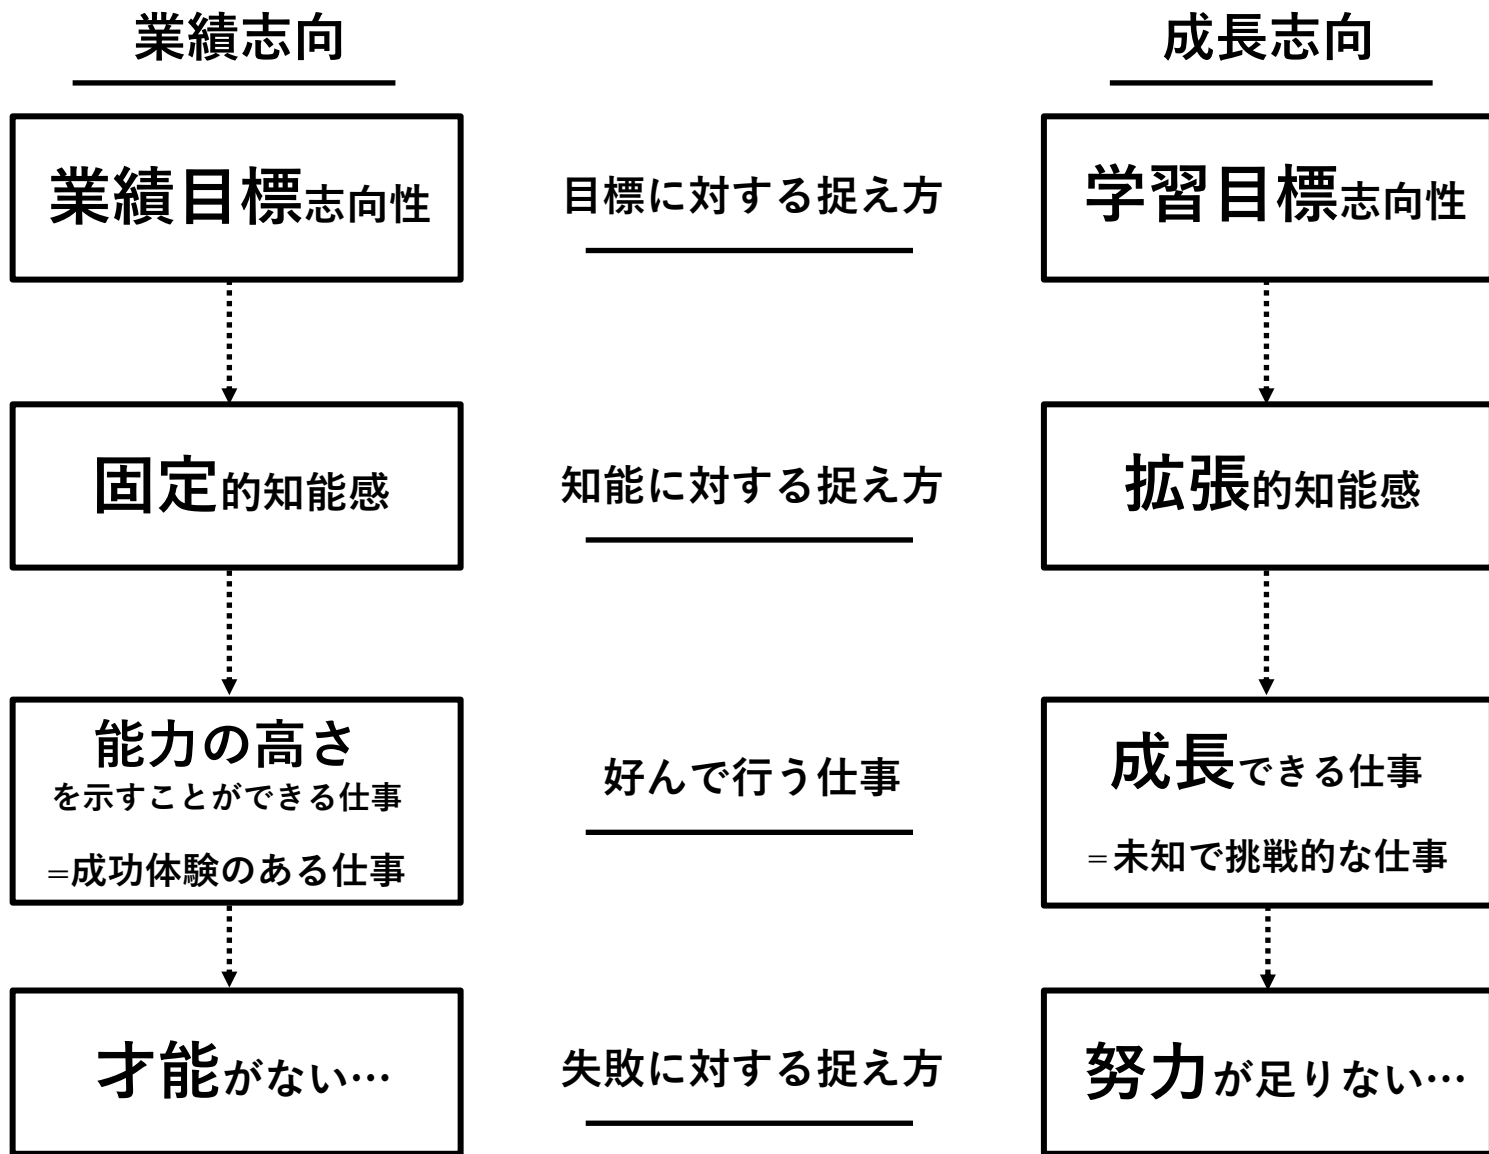 業績志向
成長志向
業績目標志向性
目標に対する捉え方
学習目標志向性
固定的知能感
知能に対する捉え方
拡張的知能感
能力の高さ
を示すことができる仕事
=成功体験のある仕事
好んで行う仕事
成長できる仕事
=未知で挑戦的な仕事
才能がない…
失敗に対する捉え方
努力が足りない…